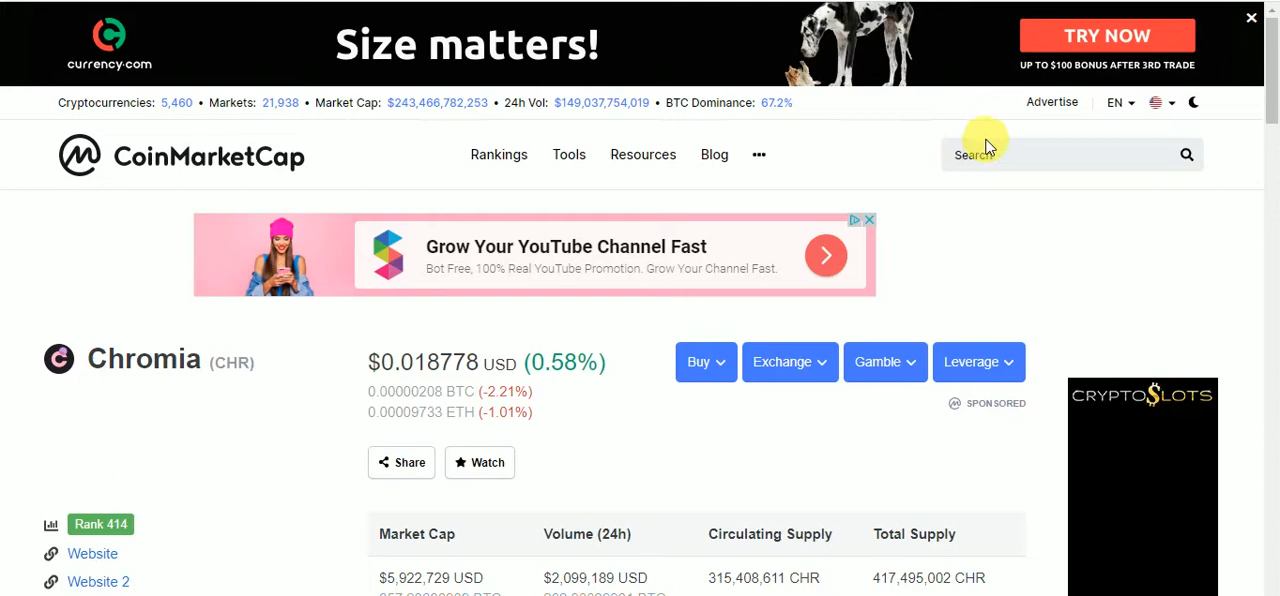 Size matters!
currency.com
TRY NOW
UP TO $100 BONUS AFTER 3RD TRADE
Cryptocurrencies: 5,460 • Markets: 21,938 • Market Cap: $243,466,782,253 • 24h Vol: $149,037,754,019 • BTC Dominance: 67.2%
Advertise
EN
CoinMarketCap
Rankings
Tools
Resources
Blog
•••
Search
Grow Your YouTube Channel Fast
Bot Free, 100% Real YouTube Promotion. Grow Your Channel Fast.
Chromia (CHR)
$0.018778 USD (0.58%)
0.00000208 BTC (-2.21%)
0.00009733 ETH (-1.01%)
Buy
Exchange
Gamble
Leverage
SPONSORED
CRYPTO$LOTS
Share
Watch
Rank 414
Website
Website 2
Market Cap
Volume (24h)
Circulating Supply
Total Supply
$5,922,729 USD
$2,099,189 USD
315,408,611 CHR
417,495,002 CHR